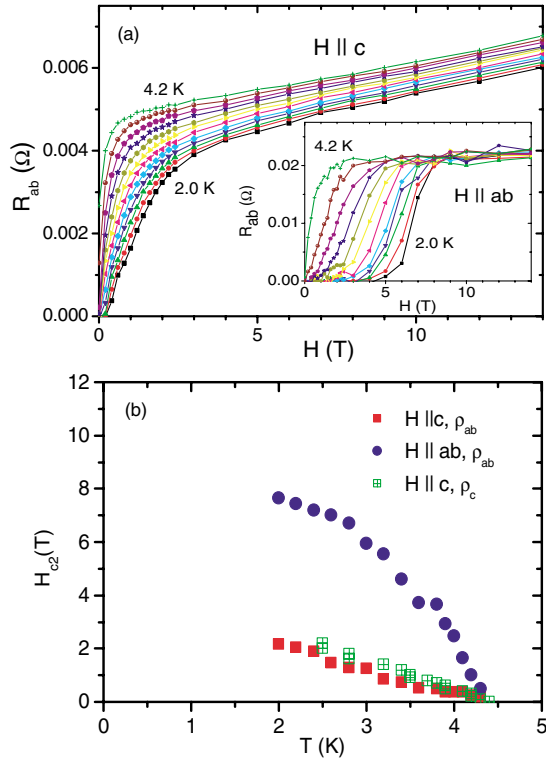 (a)
H || c
4.2 K
2.0 K
R_ab (Ω)
0.006
0.004
0.002
0.000
0
5
10
H (T)
4.2 K
H || ab
2.0 K
R_ab (Ω)
0.02
0.01
0.00
0
5
10
H (T)
(b)
H ||c, ρ_ab
H || ab, ρ_ab
H || c, ρ_c
H_c2(T)
12
10
8
6
4
2
0
0
1
2
3
4
5
T (K)